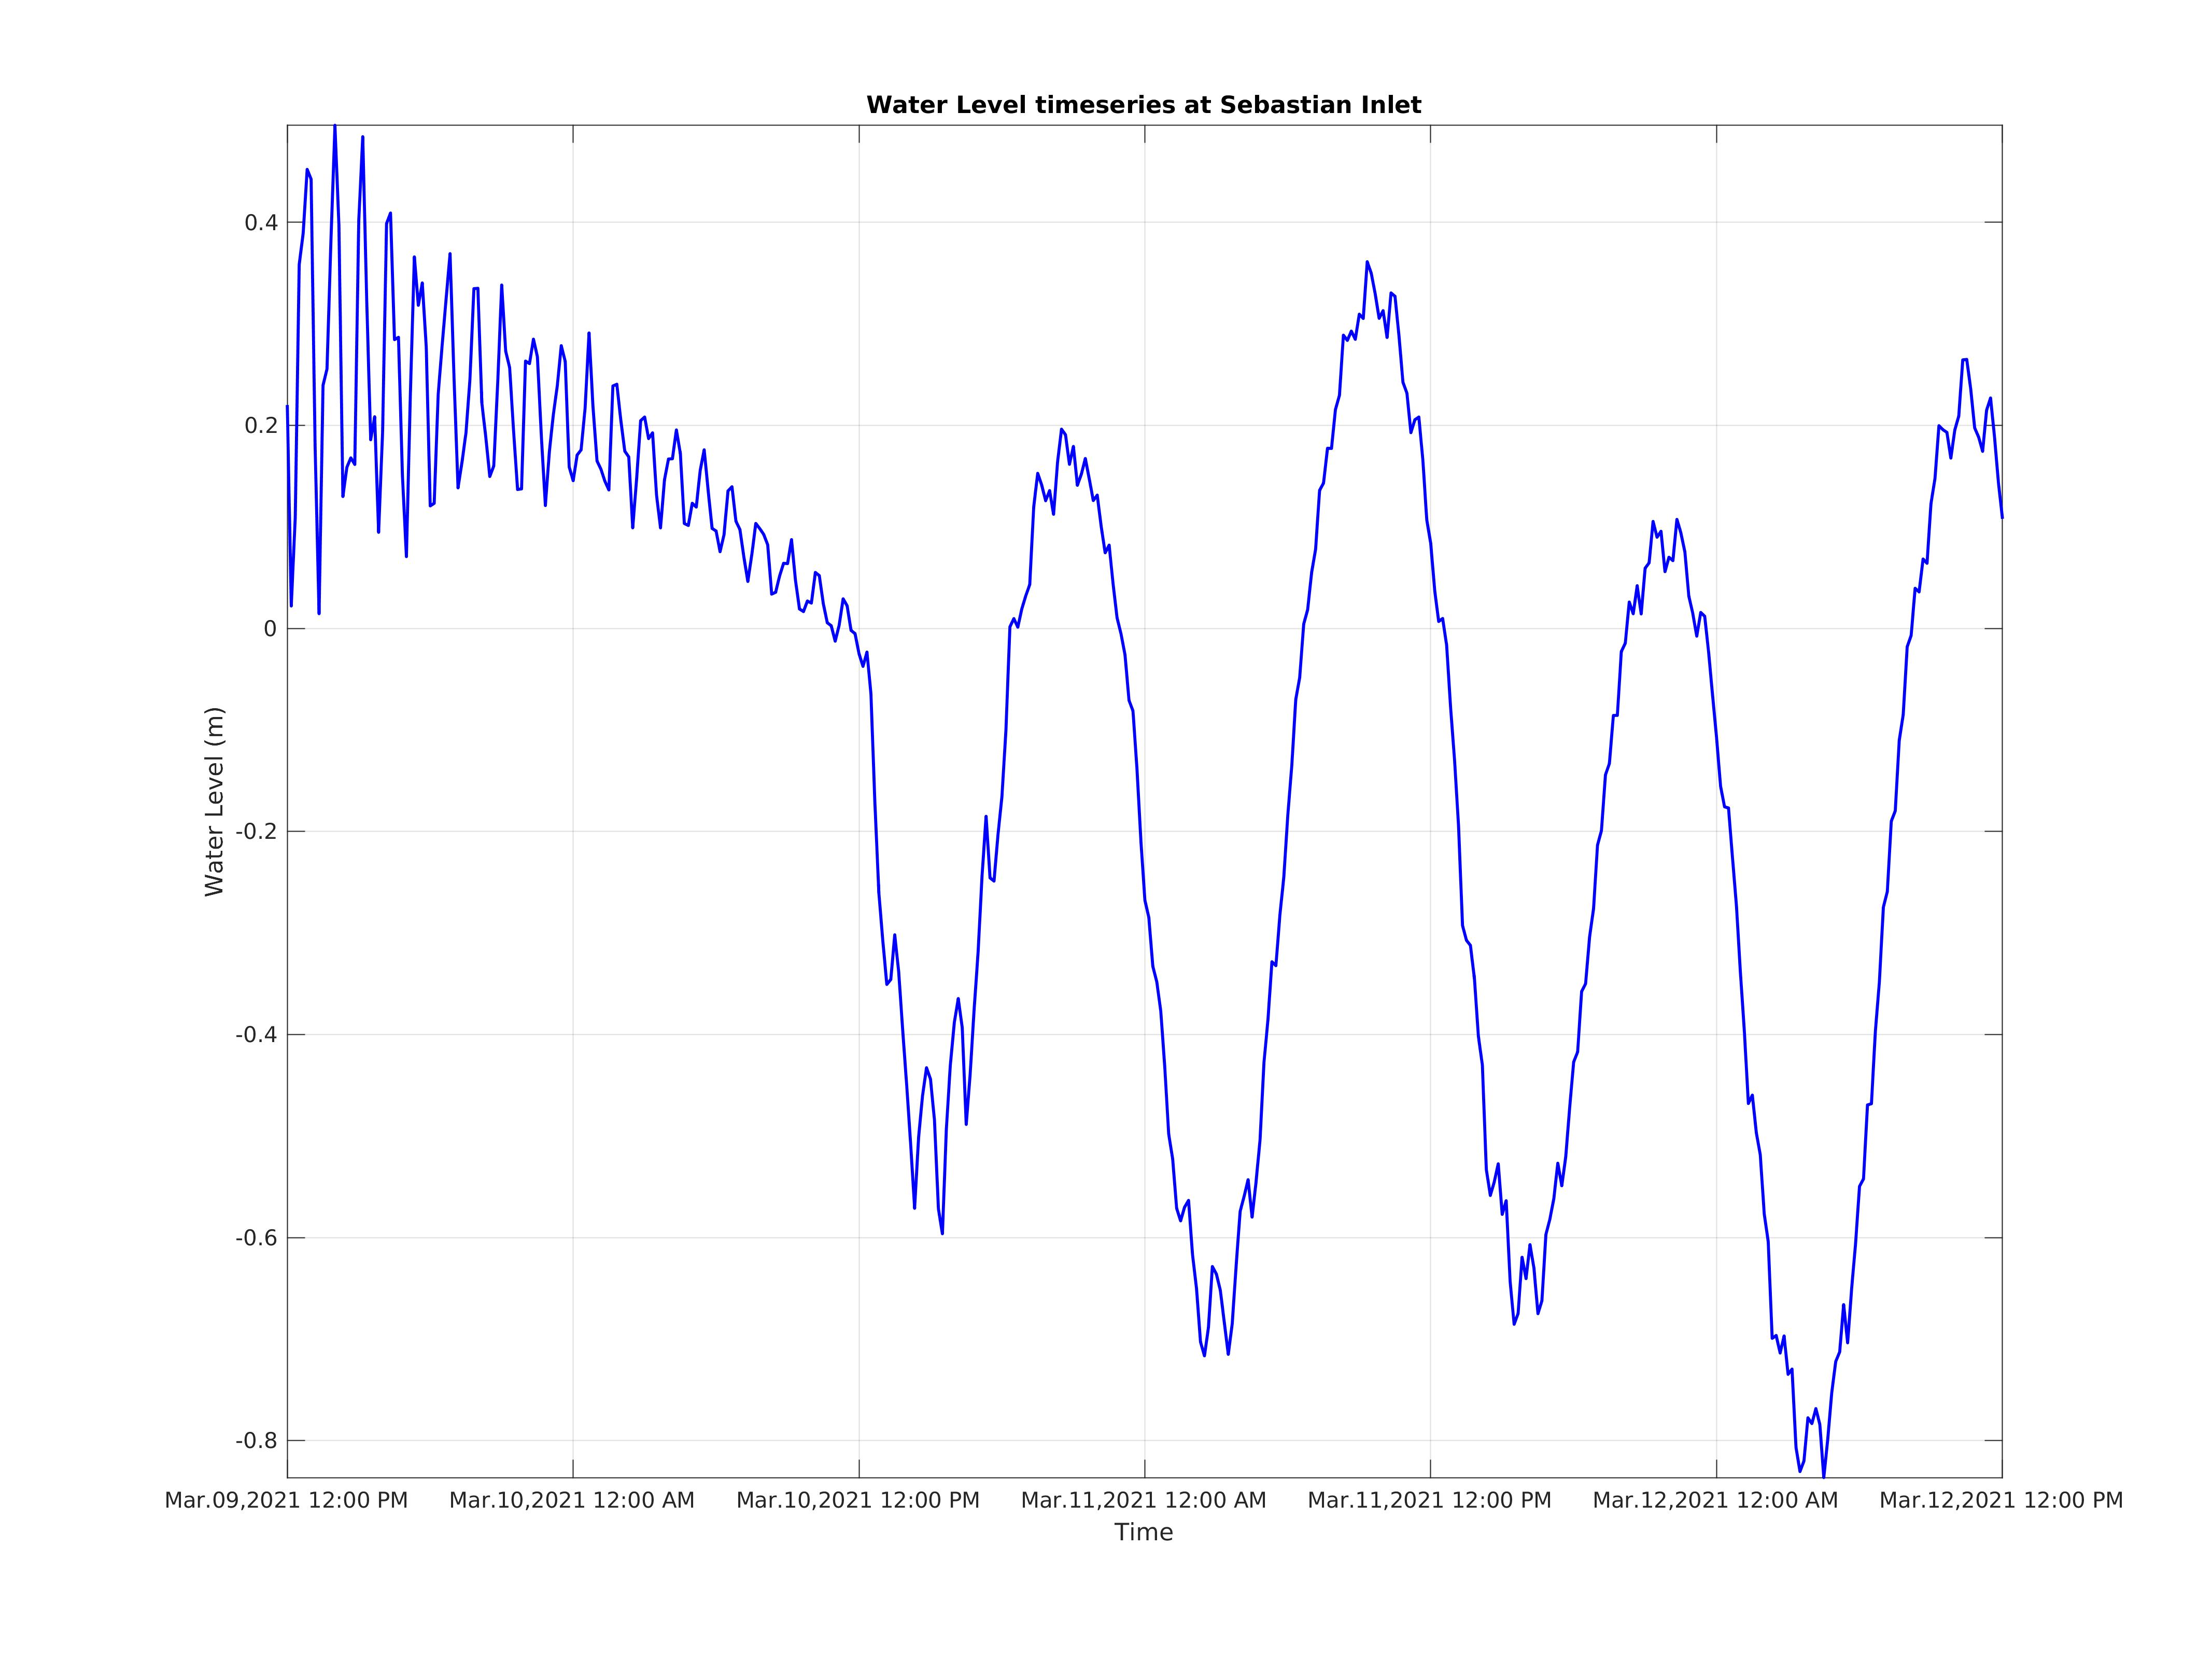 Water Level timeseries at Sebastian Inlet
0.4
0.2
0
-0.2
-0.4
-0.6
-0.8
Water Level (m)
Mar.09,2021 12:00 PM Mar.10,2021 12:00 AM Mar.10,2021 12:00 PM Mar.11,2021 12:00 AM Mar.11,2021 12:00 PM Mar.12,2021 12:00 AM Mar.12,2021 12:00 PM
Time